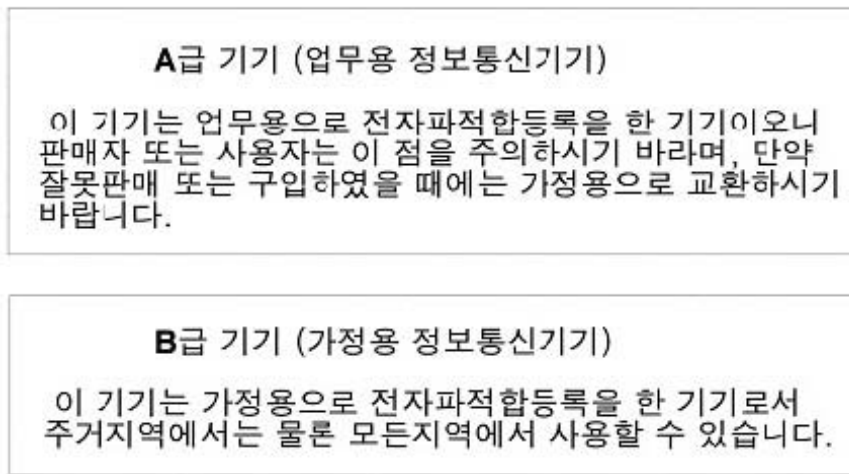 A급 기기 (업무용 정보통신기기)
이 기기는 업무용으로 전자파적합등록을 한 기기이오니
판매자 또는 사용자는 이 점을 주의하시기 바라며, 만약
잘못판매 또는 구입하였을 때에는 가정용으로 교환하시기
바랍니다.
B급 기기 (가정용 정보통신기기)
이 기기는 가정용으로 전자파적합등록을 한 기기로서
주거지역에서는 물론 모든지역에서 사용할 수 있습니다.